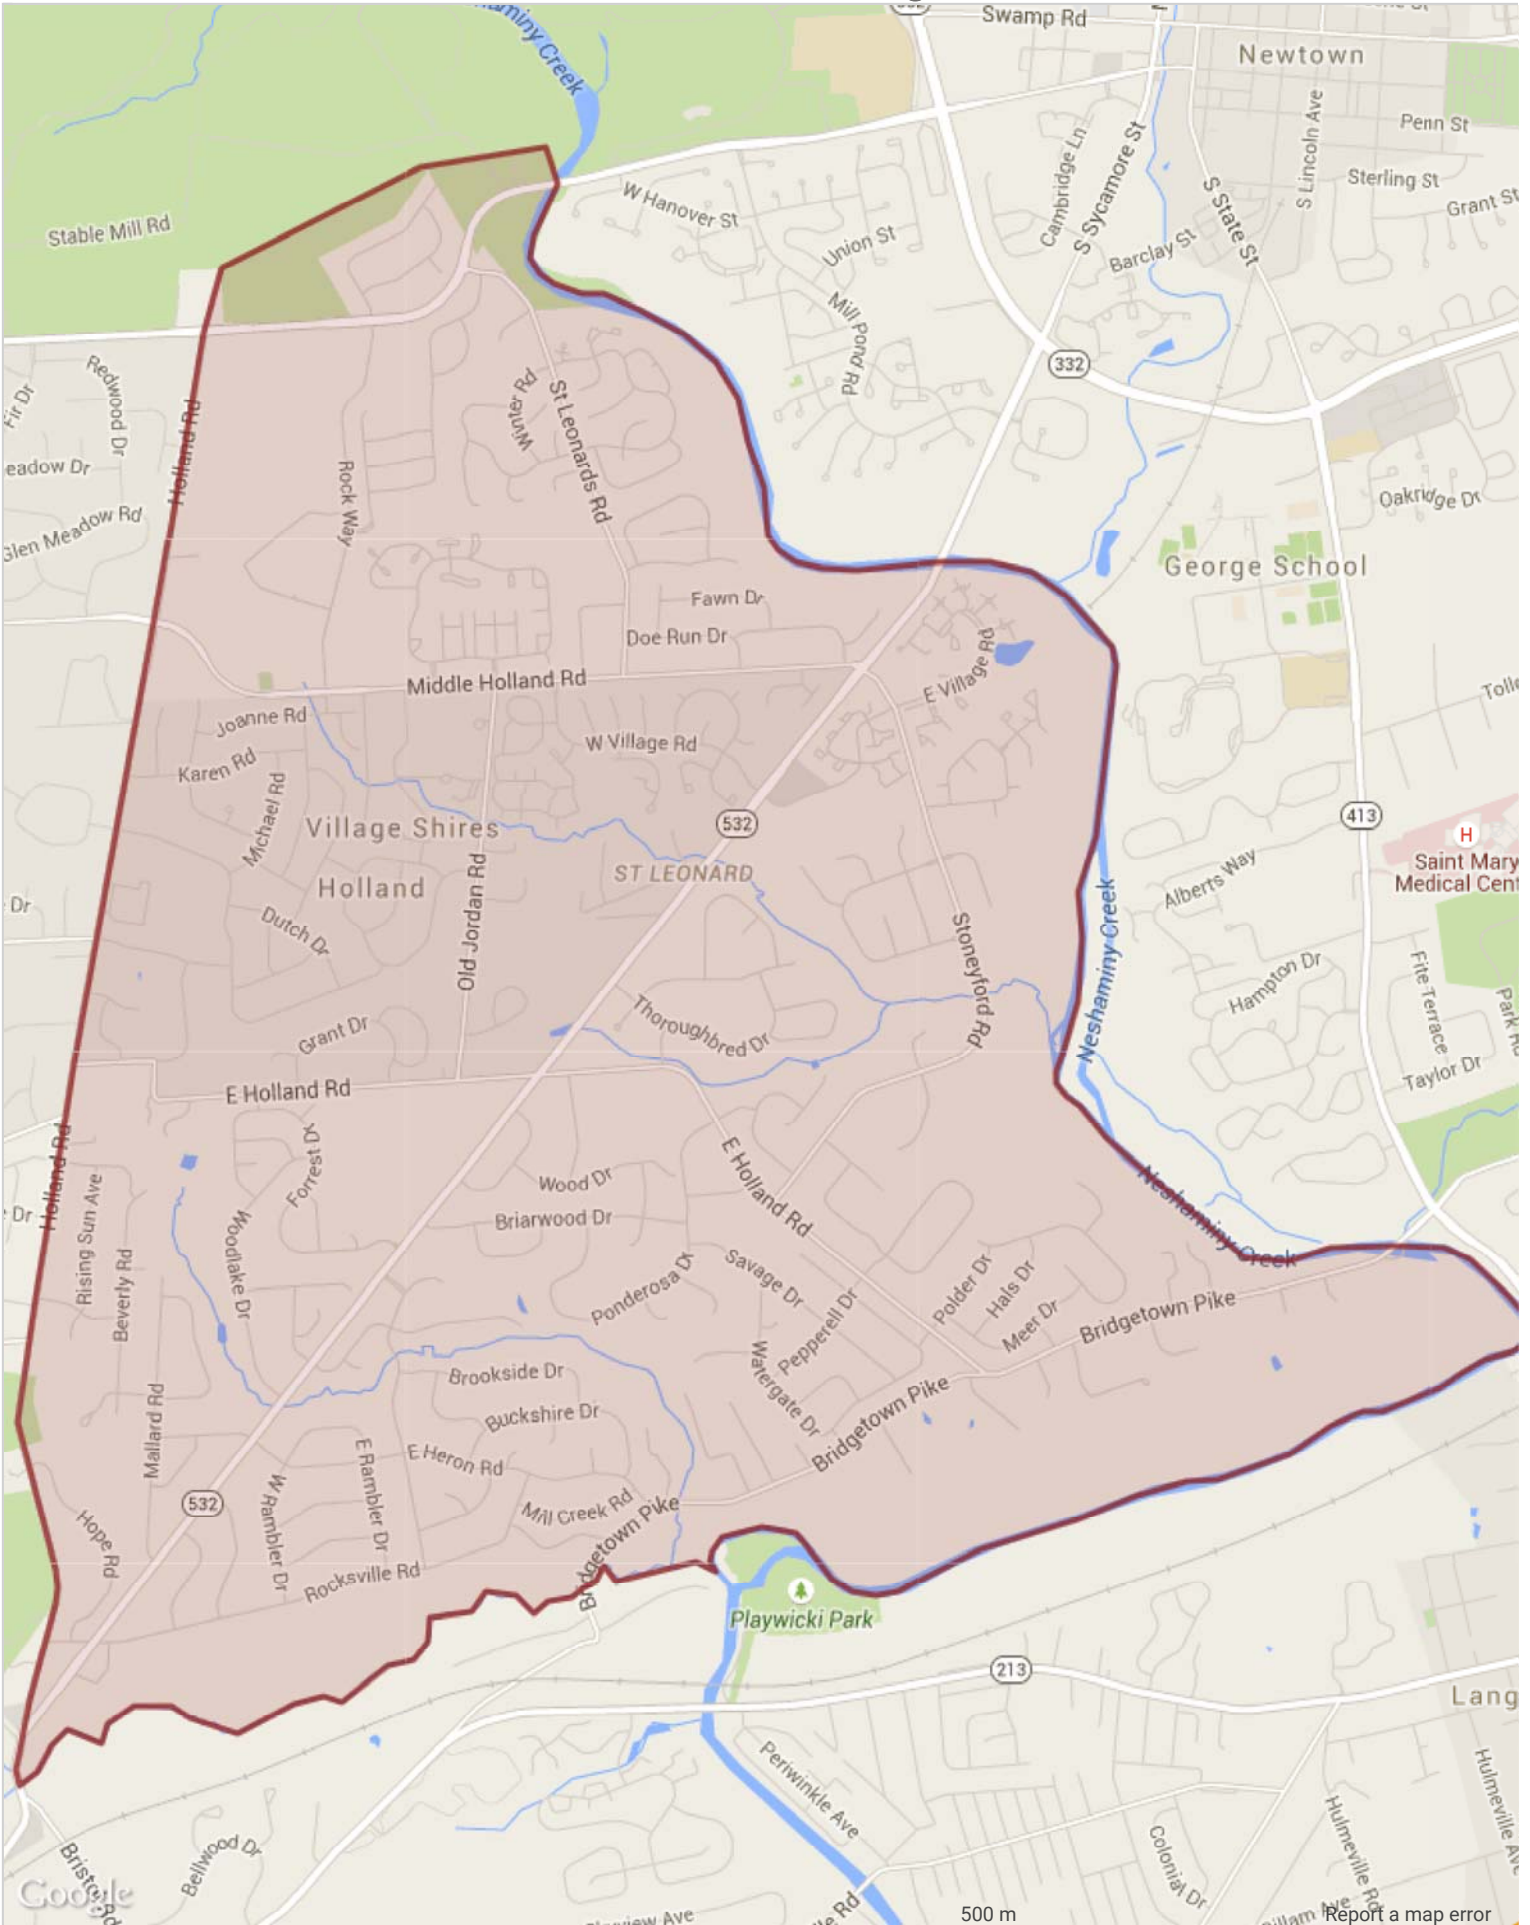 Swamp Rd
Newtown
Neshaminy Creek
Penn St
S Lincoln Ave
Sterling St
Grant St
Cambridge Ln
S Sycamore St
S State St
Barclay St
W Hanover St
Union St
Mill Pond Rd
Stable Mill Rd
332
Redwood Dr
Fir Dr
eadow Dr
Glen Meadow Rd
Holland Rd
Rock Way
Winter Rd
St Leonards Rd
Oakridge Dr
George School
Fawn Dr
Doe Run Dr
Middle Holland Rd
E Village Rd
Joanne Rd
Karen Rd
Michael Rd
W Village Rd
Village Shires
Holland
532
ST LEONARD
413
H
Saint Mary
Medical Cent
Alberts Way
Dr
Dutch Dr
Old Jordan Rd
Stoneyford Rd
Neshaminy Creek
Hampton Dr
Fite Terrace
Park Rd
Taylor Dr
Grant Dr
Thoroughbred Dr
E Holland Rd
Holland Rd
Forrest Dr
Dr
Rising Sun Ave
Beverly Rd
Woodlake Dr
Wood Dr
Briarwood Dr
E Holland Rd
Neshaminy Creek
Ponderosa Dr
Savage Dr
Pepperell Dr
Polder Dr
Hals Dr
Meer Dr
Bridgetown Pike
Watergate Dr
Brookside Dr
Buckshire Dr
Mallard Rd
E Heron Rd
E Rambler Dr
W Rambler Dr
Bridgetown Pike
532
Mill Creek Rd
Hope Rd
Rocksville Rd
Bridgetown Pike
Playwicki Park
213
Lang
Periwinkle Ave
Hulmeville Rd
Hulmeville Ave
Colonial Dr
Bellwood Dr
Bristol Rd
Google
500 m
Report a map error